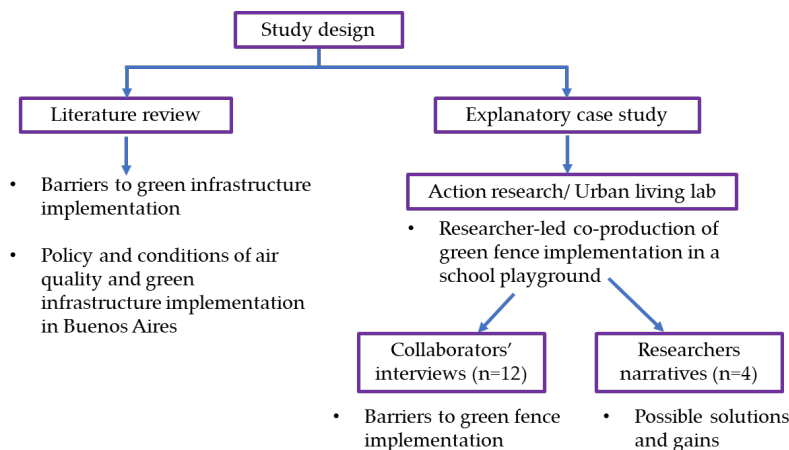 Study design
Literature review
• Barriers to green infrastructure
implementation
• Policy and conditions of air
quality and green
infrastructure implementation
in Buenos Aires
Explanatory case study
Action research/ Urban living lab
• Researcher-led co-production of
green fence implementation in a
school playground
Collaborators’
interviews (n=12)
• Barriers to green fence
implementation
Researchers
narratives (n=4)
• Possible solutions
and gains